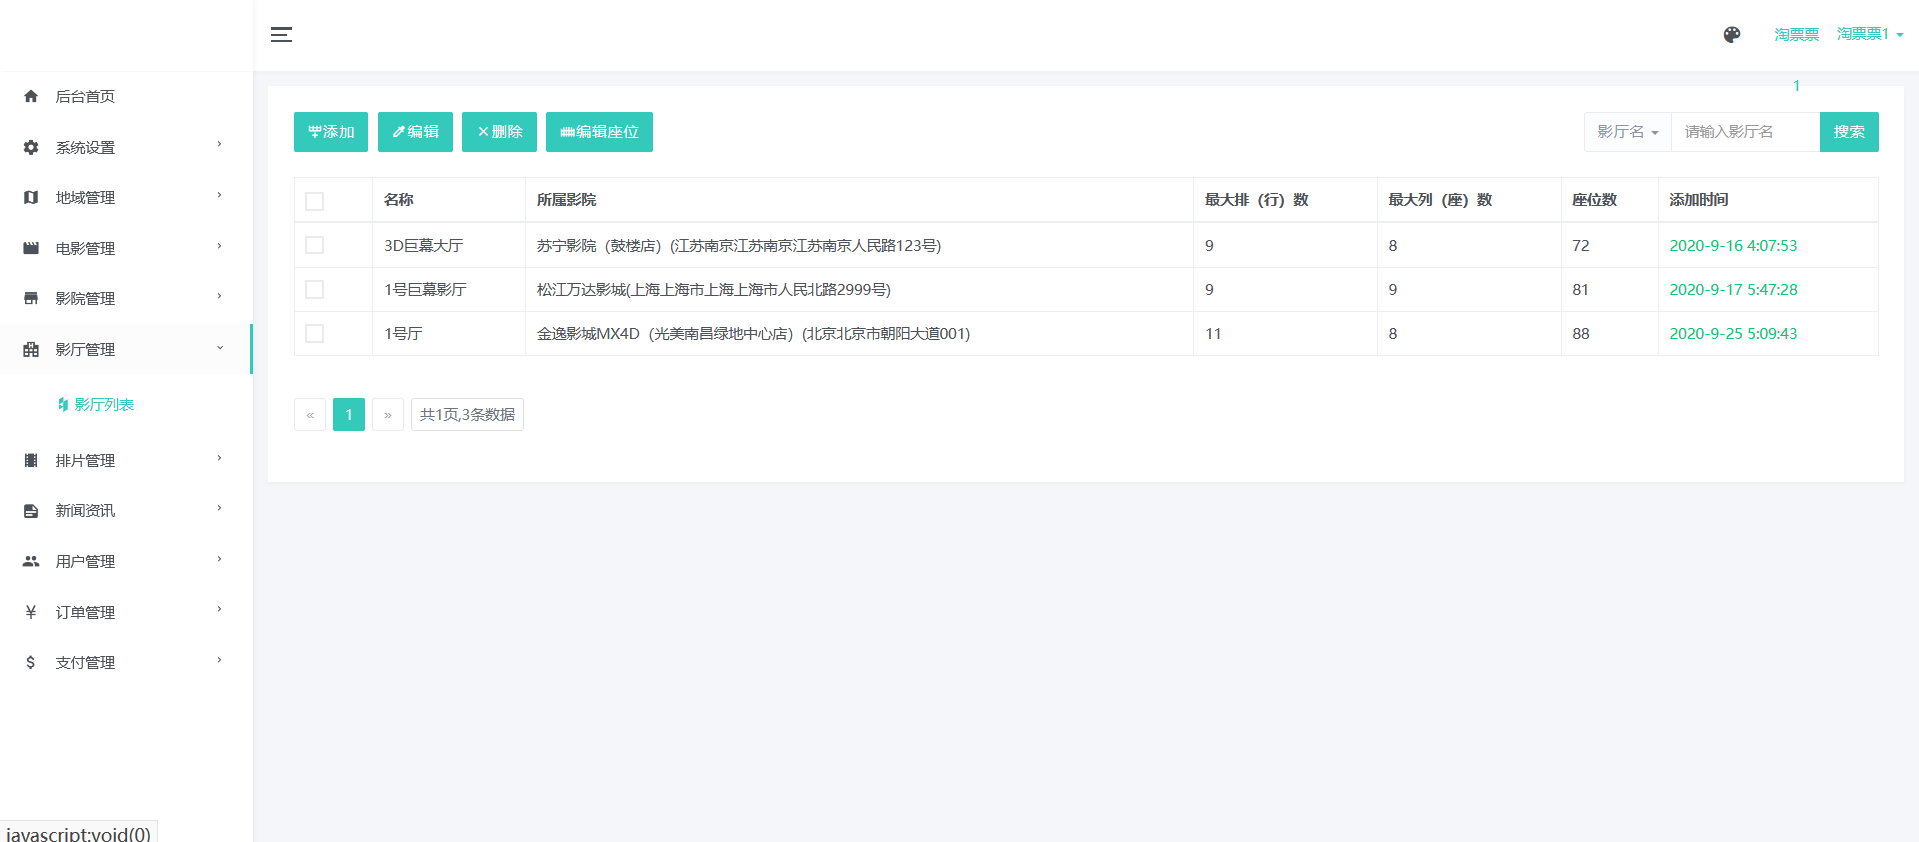 淘票票 淘票票1
1
后台首页
系统设置
地域管理
电影管理
影院管理
影厅管理
影厅列表
排片管理
新闻资讯
用户管理
订单管理
支付管理
添加 编辑 删除 编辑座位
影厅名 请输入影厅名 搜索
名称 所属影院 最大排（行）数 最大列（座）数 座位数 添加时间
3D巨幕大厅 苏宁影院（鼓楼店）(江苏南京江苏南京江苏南京人民路123号) 9 8 72 2020-9-16 4:07:53
1号巨幕影厅 松江万达影城(上海上海市上海上海市人民北路2999号) 9 9 81 2020-9-17 5:47:28
1号厅 金逸影城MX4D（光美南昌绿地中心店）(北京北京市朝阳大道001) 11 8 88 2020-9-25 5:09:43
« 1 » 共1页,3条数据
javascript:void(0)